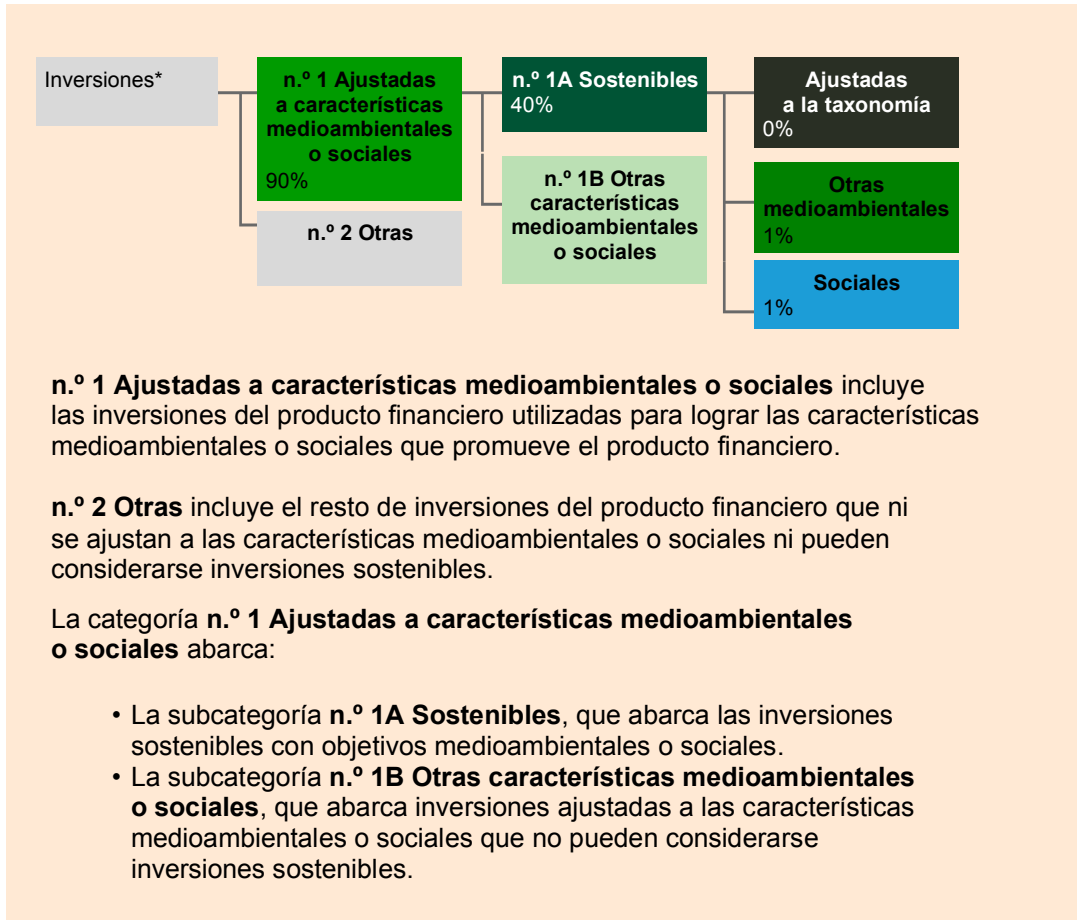 Inversiones*
n.º 1 Ajustadas
a características
medioambientales
o sociales
90%
n.º 2 Otras
n.º 1A Sostenibles
40%
n.º 1B Otras
características
medioambientales
o sociales
Ajustadas
a la taxonomía
0%
Otras
medioambientales
1%
Sociales
1%
n.º 1 Ajustadas a características medioambientales o sociales incluye
las inversiones del producto financiero utilizadas para lograr las características
medioambientales o sociales que promueve el producto financiero.
n.º 2 Otras incluye el resto de inversiones del producto financiero que ni
se ajustan a las características medioambientales o sociales ni pueden
considerarse inversiones sostenibles.
La categoría n.º 1 Ajustadas a características medioambientales
o sociales abarca:
• La subcategoría n.º 1A Sostenibles, que abarca las inversiones
sostenibles con objetivos medioambientales o sociales.
• La subcategoría n.º 1B Otras características medioambientales
o sociales, que abarca inversiones ajustadas a las características
medioambientales o sociales que no pueden considerarse
inversiones sostenibles.